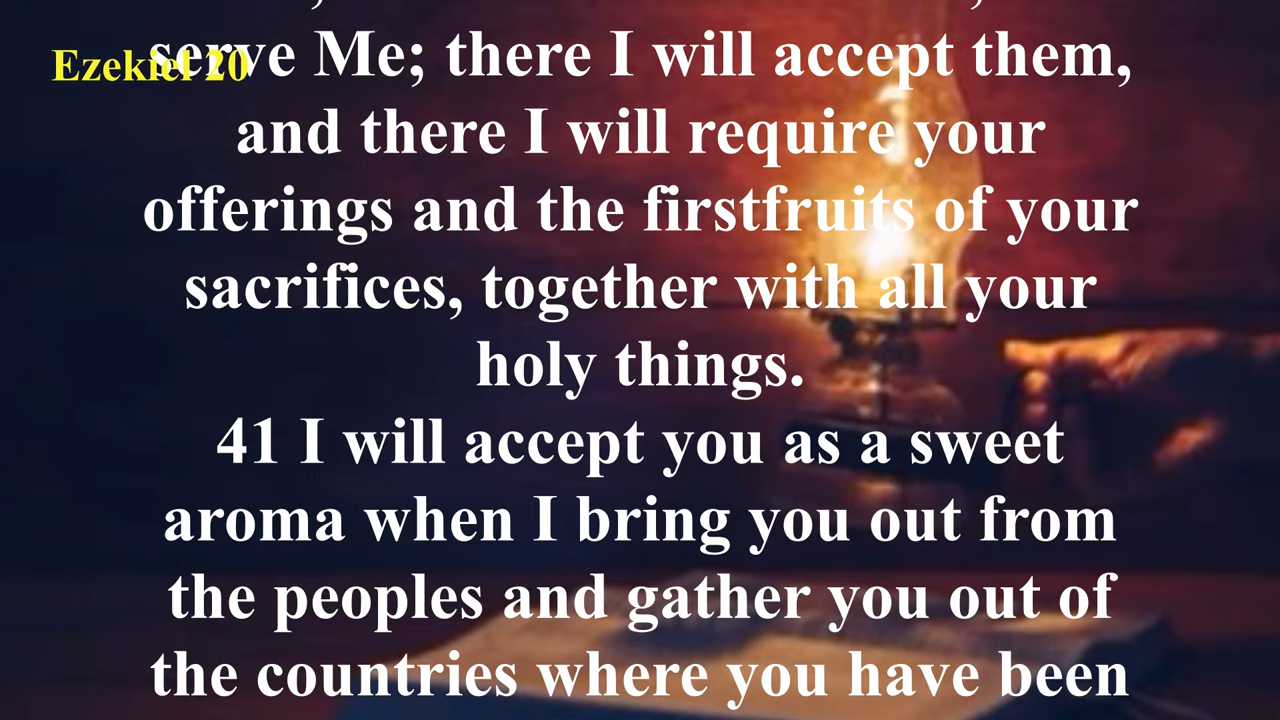 Ezekiel 20
serve Me; there I will accept them,
and there I will require your
offerings and the firstfruits of your
sacrifices, together with all your
holy things.
41 I will accept you as a sweet
aroma when I bring you out from
the peoples and gather you out of
the countries where you have been